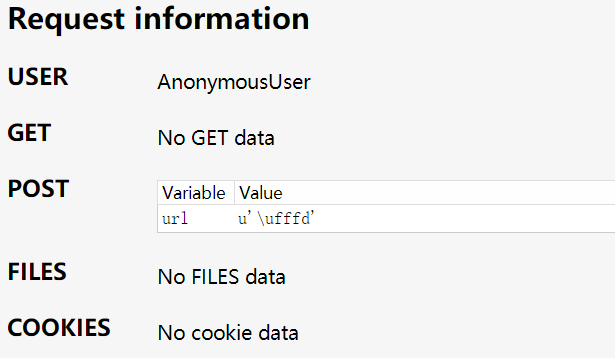 Request information
USER AnonymousUser
GET No GET data
POST Variable Value
url u'\ufffd'
FILES No FILES data
COOKIES No cookie data